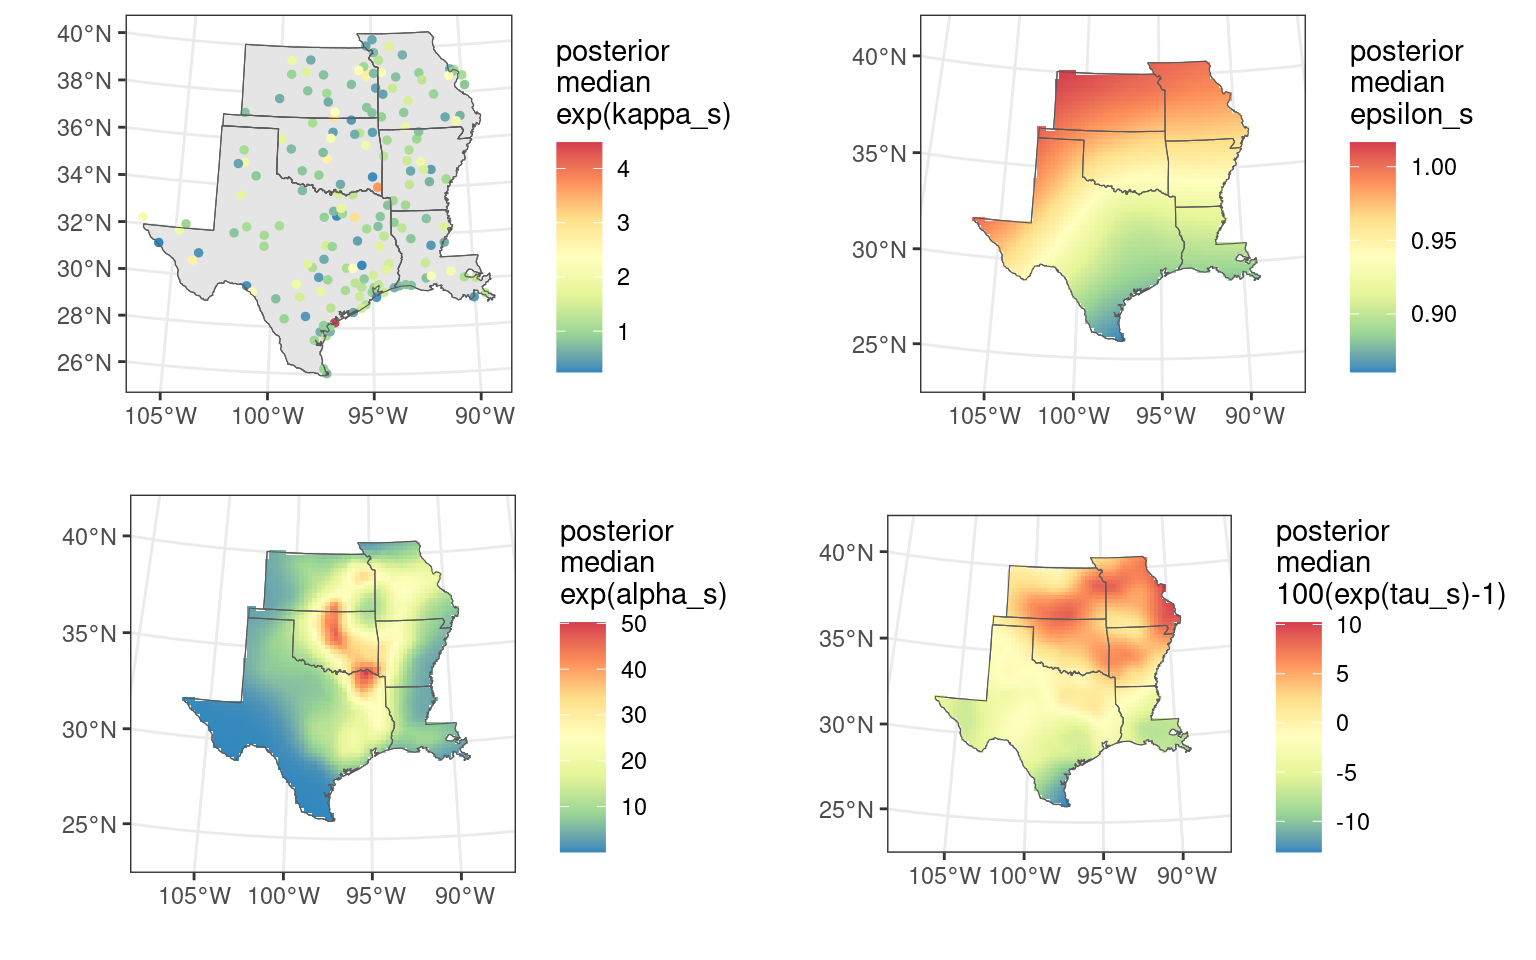 posterior
median
exp(kappa_s)
4
3
2
1
40°N
38°N
36°N
34°N
32°N
30°N
28°N
26°N
105°W 100°W 95°W 90°W
posterior
median
epsilon_s
1.00
0.95
0.90
40°N
35°N
30°N
25°N
105°W 100°W 95°W 90°W
posterior
median
exp(alpha_s)
50
40
30
20
10
40°N
35°N
30°N
25°N
105°W 100°W 95°W 90°W
posterior
median
100(exp(tau_s)-1)
10
5
0
-5
-10
40°N
35°N
30°N
25°N
105°W 100°W 95°W 90°W